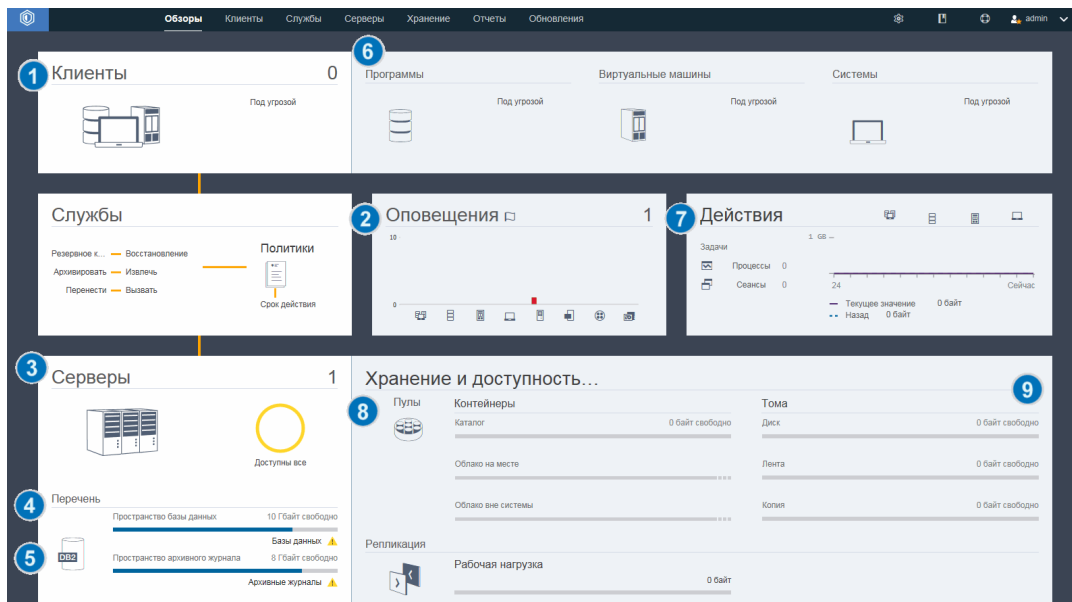 Обзоры Клиенты Службы Серверы Хранение Отчеты Обновления admin
1 Клиенты 0
Под угрозой
6
Программы Виртуальные машины Системы
Под угрозой Под угрозой Под угрозой
Службы
Резервное к... Восстановление
Архивировать Извлечь
Перенести Вызвать
Политики
Срок действия
2 Оповещения 1
10
0
7 Действия
Задачи
Процессы 0
Сеансы 0
1 GB
24 Сейчас
Текущее значение 0 байт
Назад 0 байт
3 Серверы 1
Доступны все
4 Перечень
Пространство базы данных 10 Гбайт свободно
Базы данных
5 DB2
Пространство архивного журнала 8 Гбайт свободно
Архивные журналы
Хранение и доступность...
8 Пулы
9
Контейнеры Тома
Каталог 0 байт свободно Диск 0 байт свободно
Облако на месте Лента 0 байт свободно
Облако вне системы Копия 0 байт свободно
Репликация
Рабочая нагрузка
0 байт